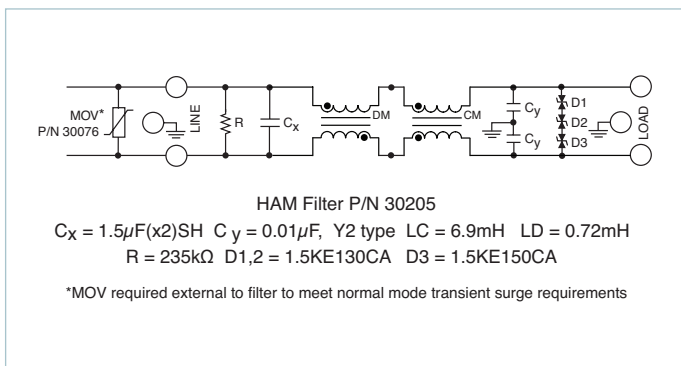 MOV*
P/N 30076
LINE
R
Cx
DM
CM
Cy
Cy
D1
D2
D3
LOAD
HAM Filter P/N 30205
Cx = 1.5µF(x2)SH C y = 0.01µF, Y2 type LC = 6.9mH LD = 0.72mH
R = 235kΩ D1,2 = 1.5KE130CA D3 = 1.5KE150CA
*MOV required external to filter to meet normal mode transient surge requirements